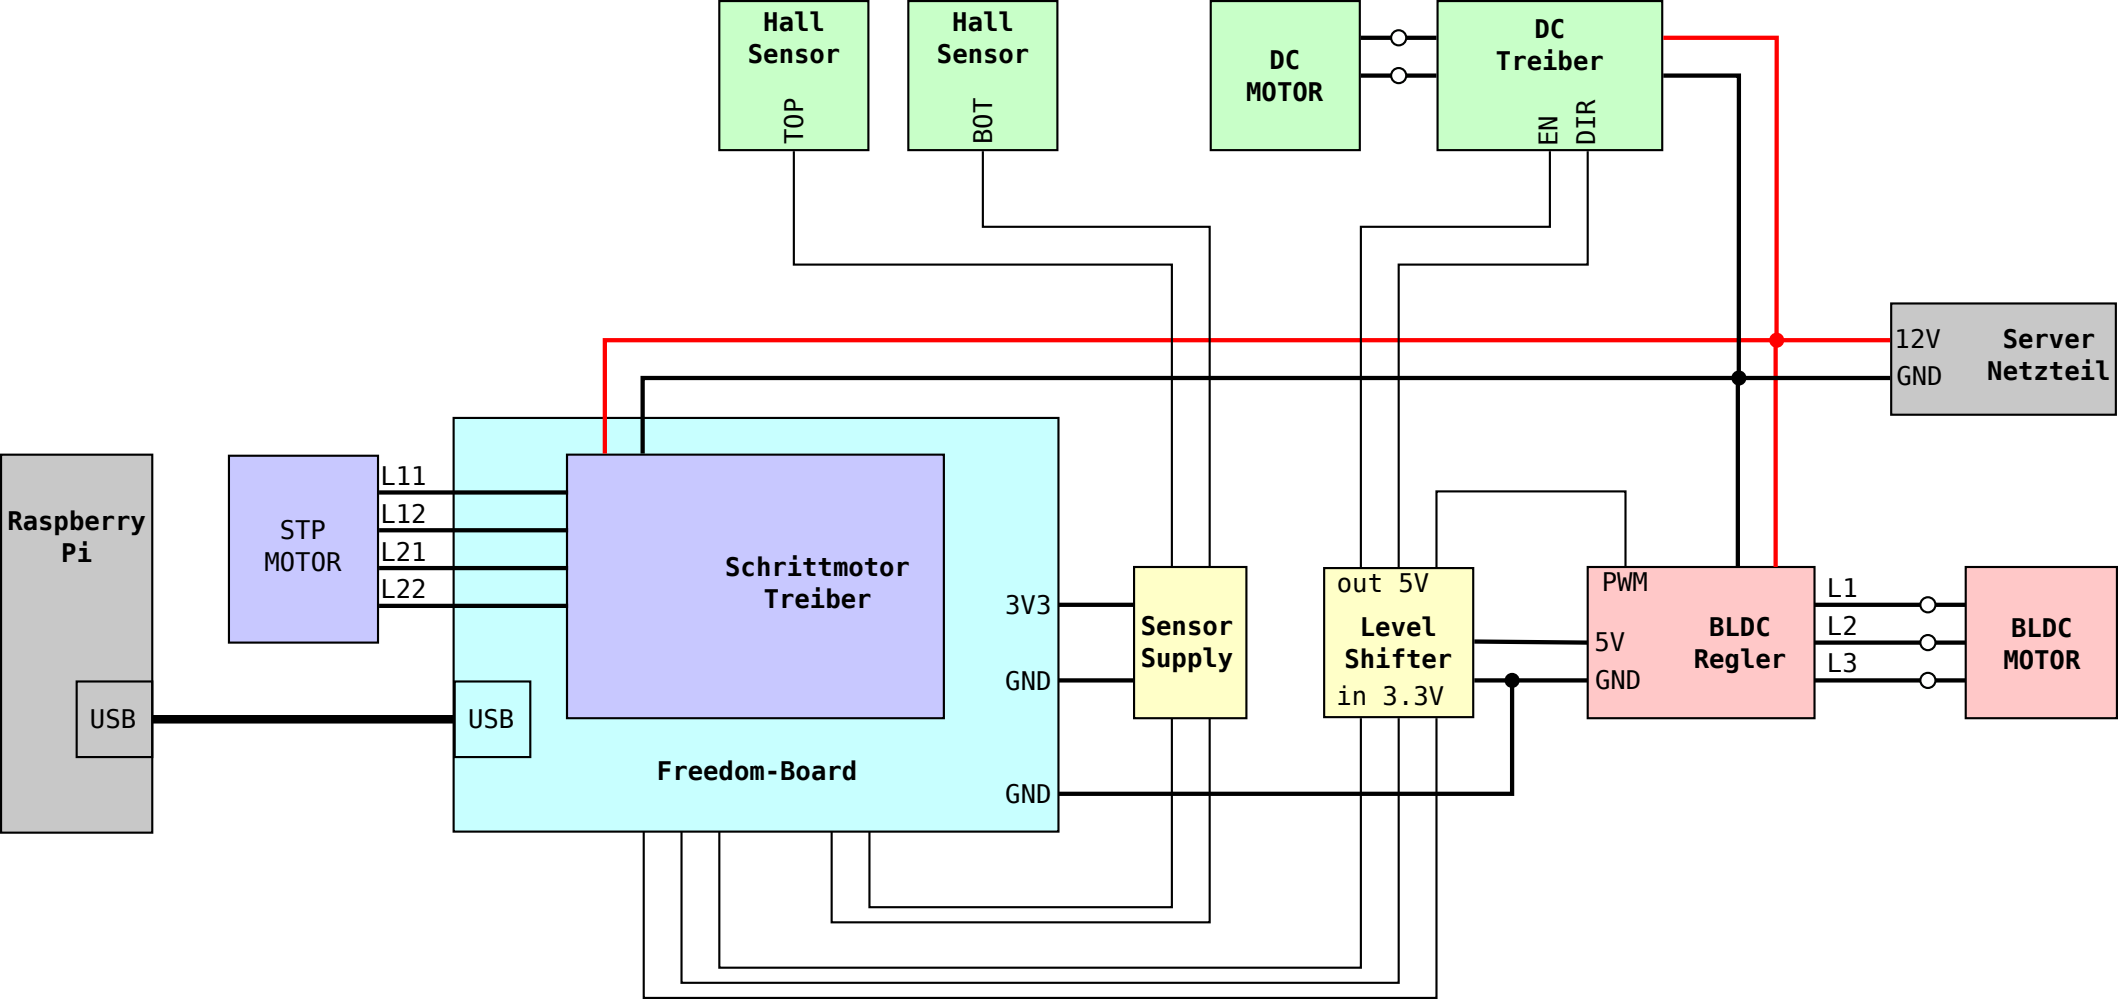 Hall
Sensor
TOP
Hall
Sensor
BOT
DC
MOTOR
DC
Treiber
EN
DIR
12V
GND
Server
Netzteil
Raspberry
Pi
USB
STP
MOTOR
L11
L12
L21
L22
Schrittmotor
Treiber
3V3
GND
GND
USB
Freedom-Board
Sensor
Supply
out 5V
Level
Shifter
in 3.3V
PWM
5V
GND
BLDC
Regler
L1
L2
L3
BLDC
MOTOR